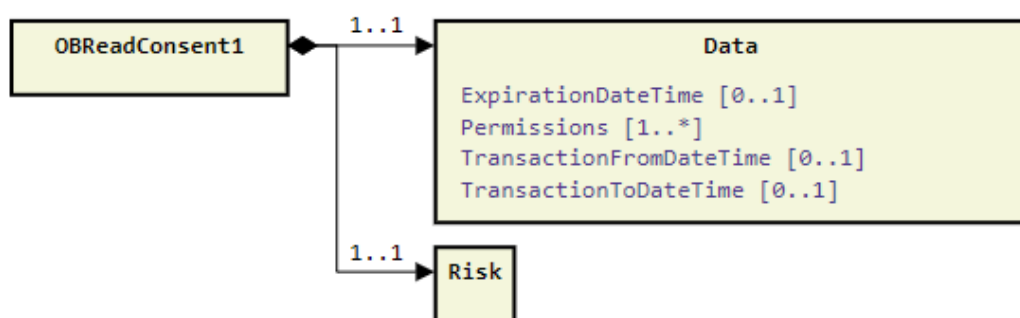 1..1
OBReadConsent1
Data
ExpirationDateTime [0..1]
Permissions [1..*]
TransactionFromDateTime [0..1]
TransactionToDateTime [0..1]
1..1
Risk